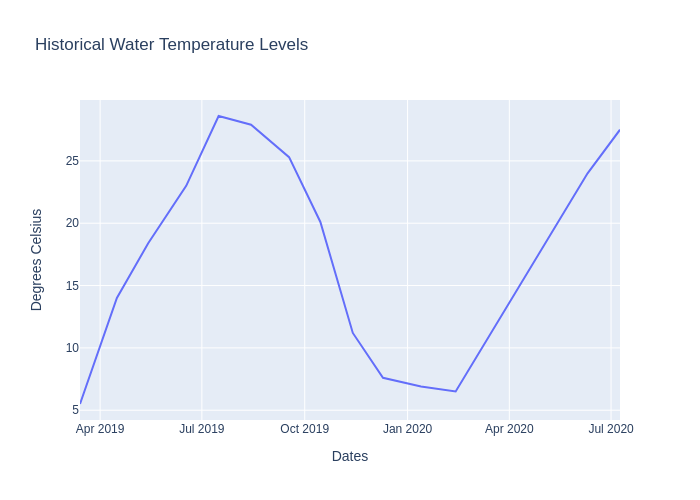 Historical Water Temperature Levels
25
20
15
10
5
Degrees Celsius
Apr 2019
Jul 2019
Oct 2019
Jan 2020
Apr 2020
Jul 2020
Dates